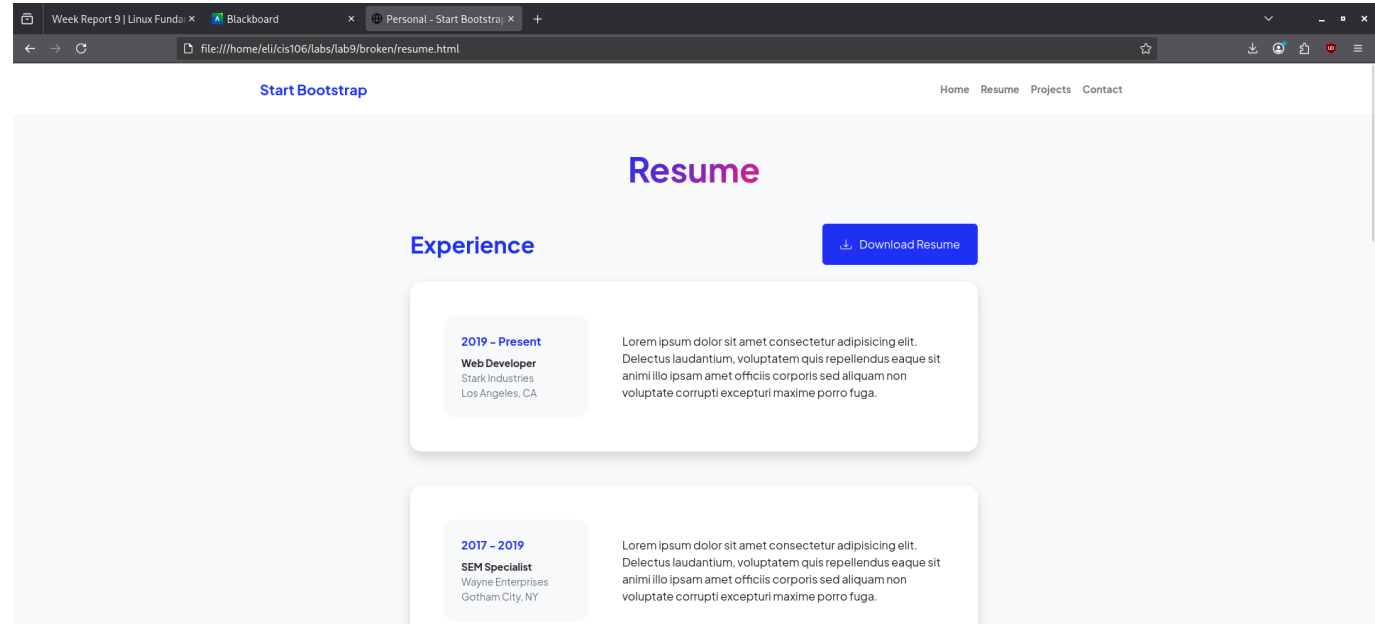 Week Report 9 | Linux Funda
Blackboard
Personal - Start Bootstrap
file:///home/eli/cis106/labs/lab9/broken/resume.html
Start Bootstrap
Home Resume Projects Contact
Resume
Experience
Download Resume
2019 - Present
Web Developer
Stark Industries
Los Angeles, CA
Lorem ipsum dolor sit amet consectetur adipisicing elit.
Delectus laudantium, voluptatem quis repellendus eaque sit
animi illo ipsam amet officiis corporis sed aliquam non
voluptate corrupti excepturi maxime porro fuga.
2017 - 2019
SEM Specialist
Wayne Enterprises
Gotham City, NY
Lorem ipsum dolor sit amet consectetur adipisicing elit.
Delectus laudantium, voluptatem quis repellendus eaque sit
animi illo ipsam amet officiis corporis sed aliquam non
voluptate corrupti excepturi maxime porro fuga.